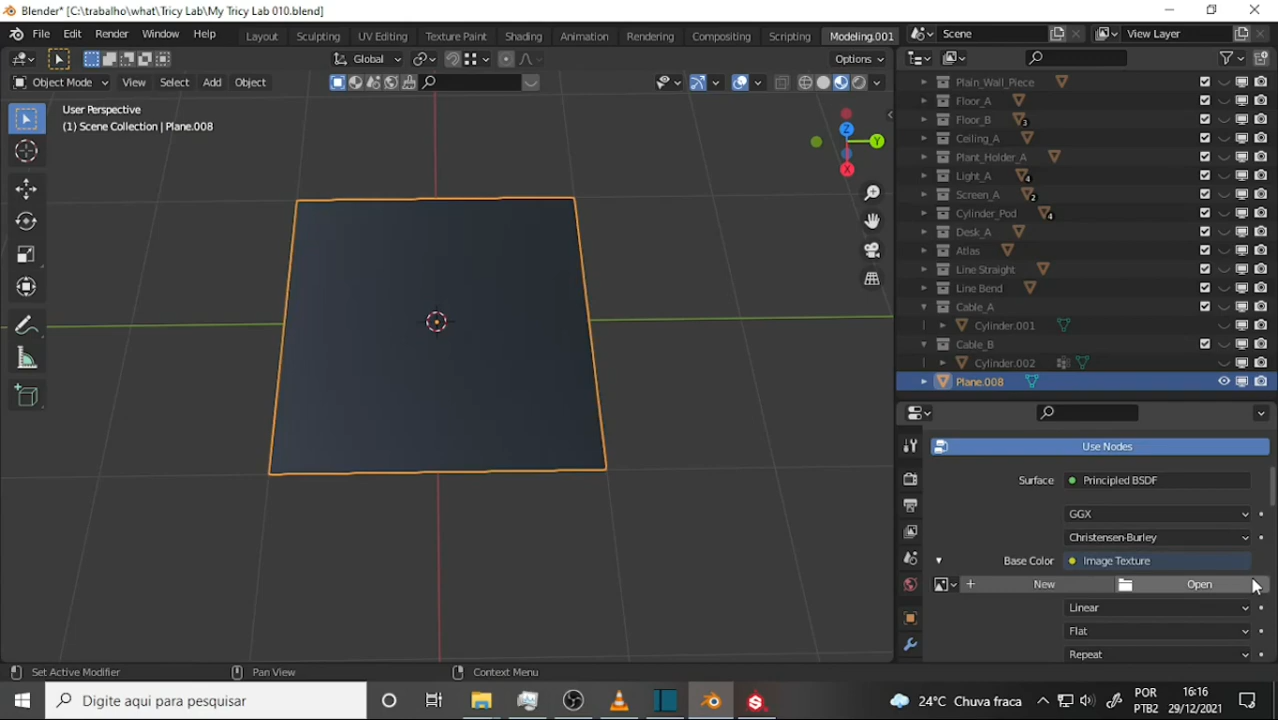 Blender* [C:\trabalho\what\Tricy Lab\My Tricy Lab 010.blend]
File Edit Render Window Help Layout Sculpting UV Editing Texture Paint Shading Animation Rendering Compositing Scripting Modeling.001 Scene View Layer
Global Options
Object Mode View Select Add Object
User Perspective
(1) Scene Collection | Plane.008
Z
Y
X
Plain_Wall_Piece
Floor_A
Floor_B 3
Ceiling_A
Plant_Holder_A
Light_A 4
Screen_A 2
Cylinder_Pod 4
Desk_A
Atlas
Line Straight
Line Bend
Cable_A
Cylinder.001
Cable_B
Cylinder.002
Plane.008
Use Nodes
Surface Principled BSDF
GGX
Christensen-Burley
Base Color Image Texture
+ New Open
Linear
Flat
Repeat
Set Active Modifier Pan View Context Menu
Digite aqui para pesquisar 24°C Chuva fraca POR PTB2 16:16 29/12/2021